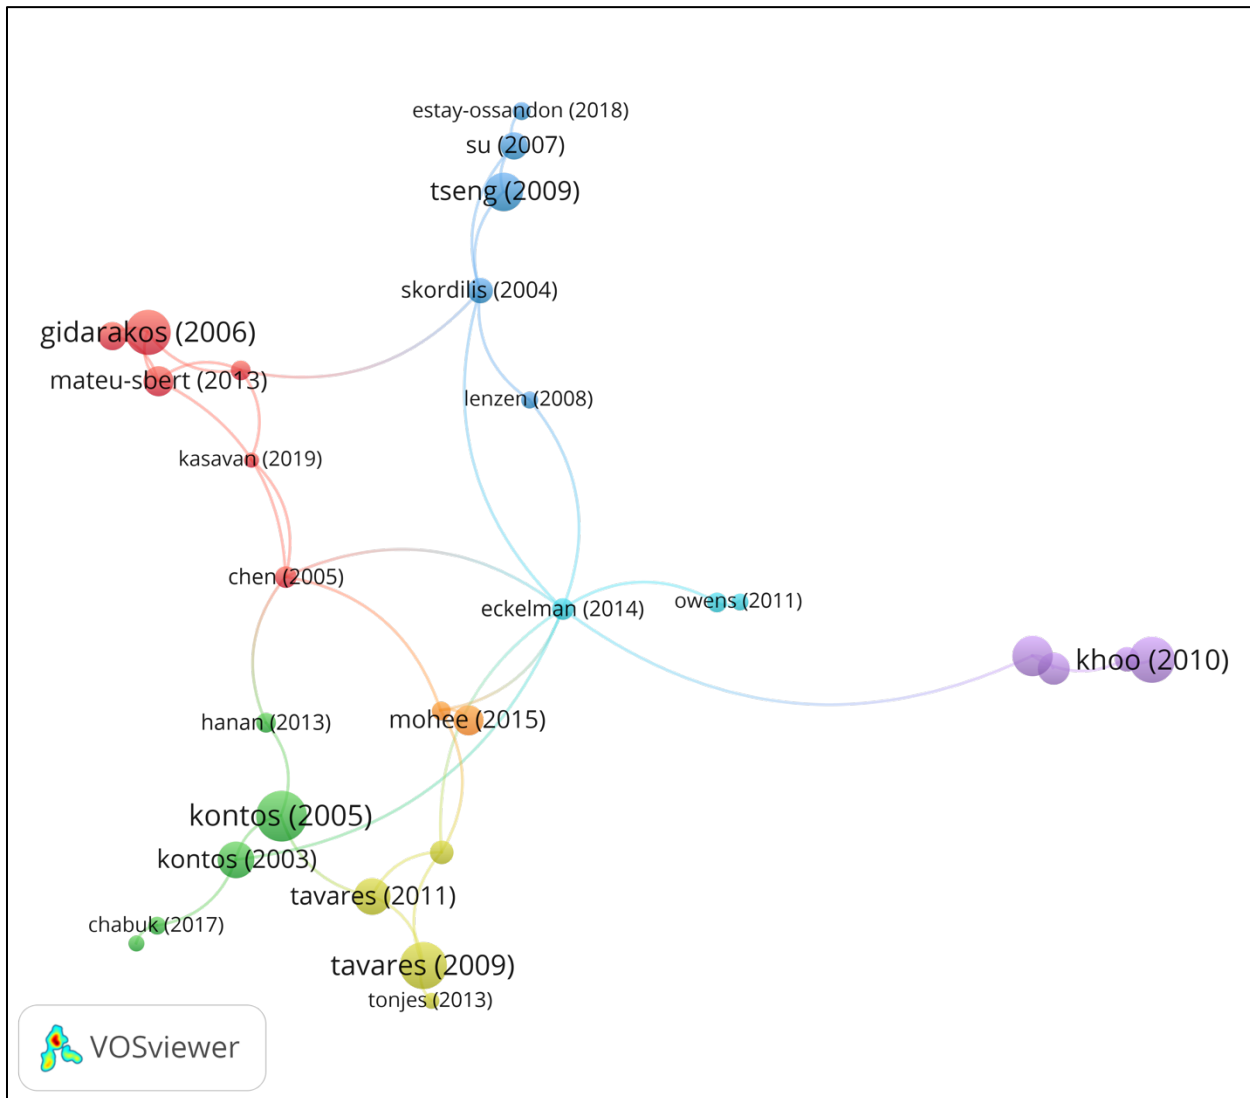 estay-ossandon (2018)
su (2007)
tseng (2009)
skordilis (2004)
gidarakos (2006)
mateu-sbert (2013)
lenzen (2008)
kasavan (2019)
chen (2005)
eckelman (2014)
owens (2011)
khoo (2010)
hanan (2013)
mohee (2015)
kontos (2005)
kontos (2003)
tavares (2011)
chabuk (2017)
tavares (2009)
tonjes (2013)
VOSviewer